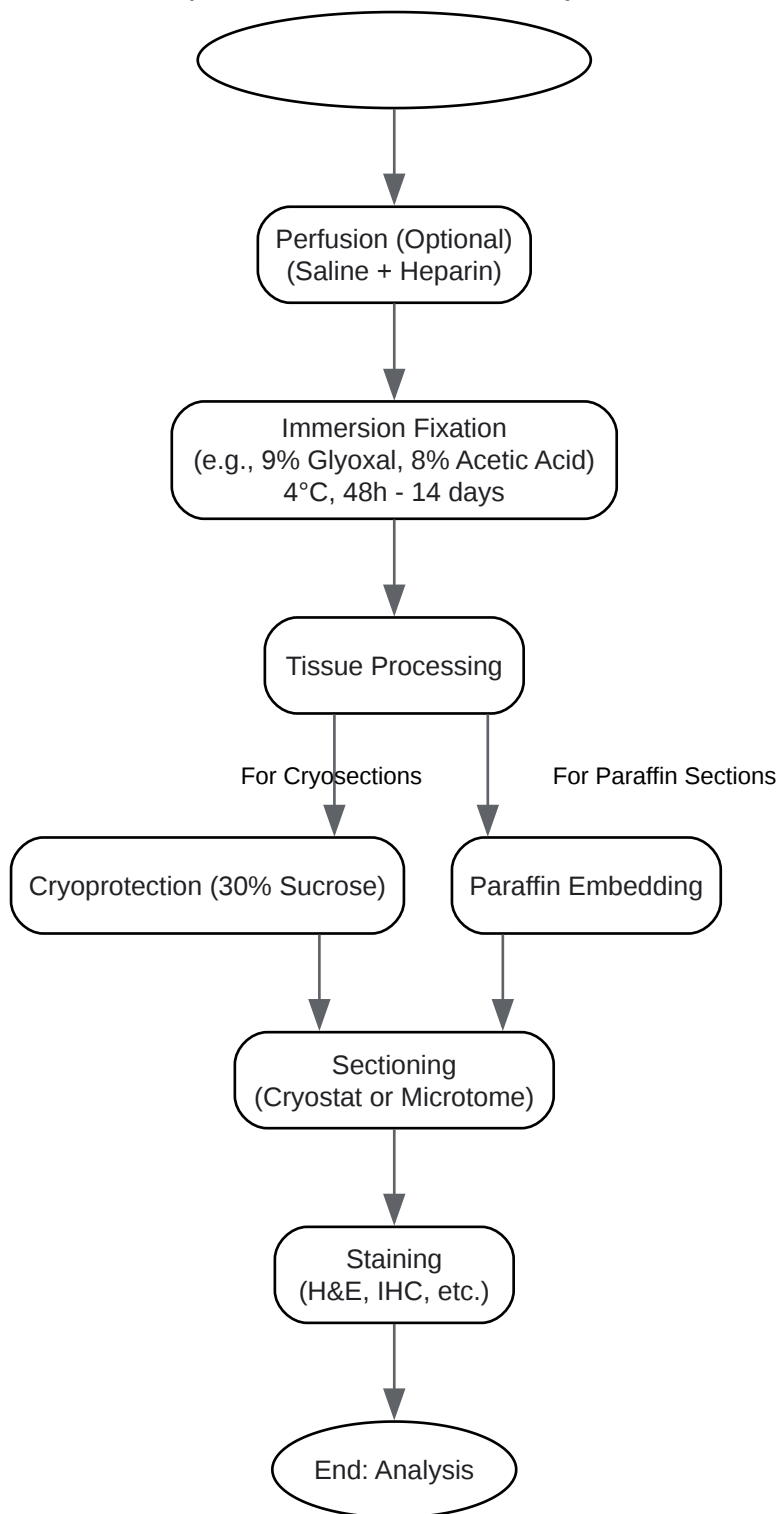 Perfusion (Optional)
(Saline + Heparin)
Immersion Fixation
(e.g., 9% Glyoxal, 8% Acetic Acid)
4°C, 48h - 14 days
Tissue Processing
For Cryosections
For Paraffin Sections
Cryoprotection (30% Sucrose)
Paraffin Embedding
Sectioning
(Cryostat or Microtome)
Staining
(H&E, IHC, etc.)
End: Analysis